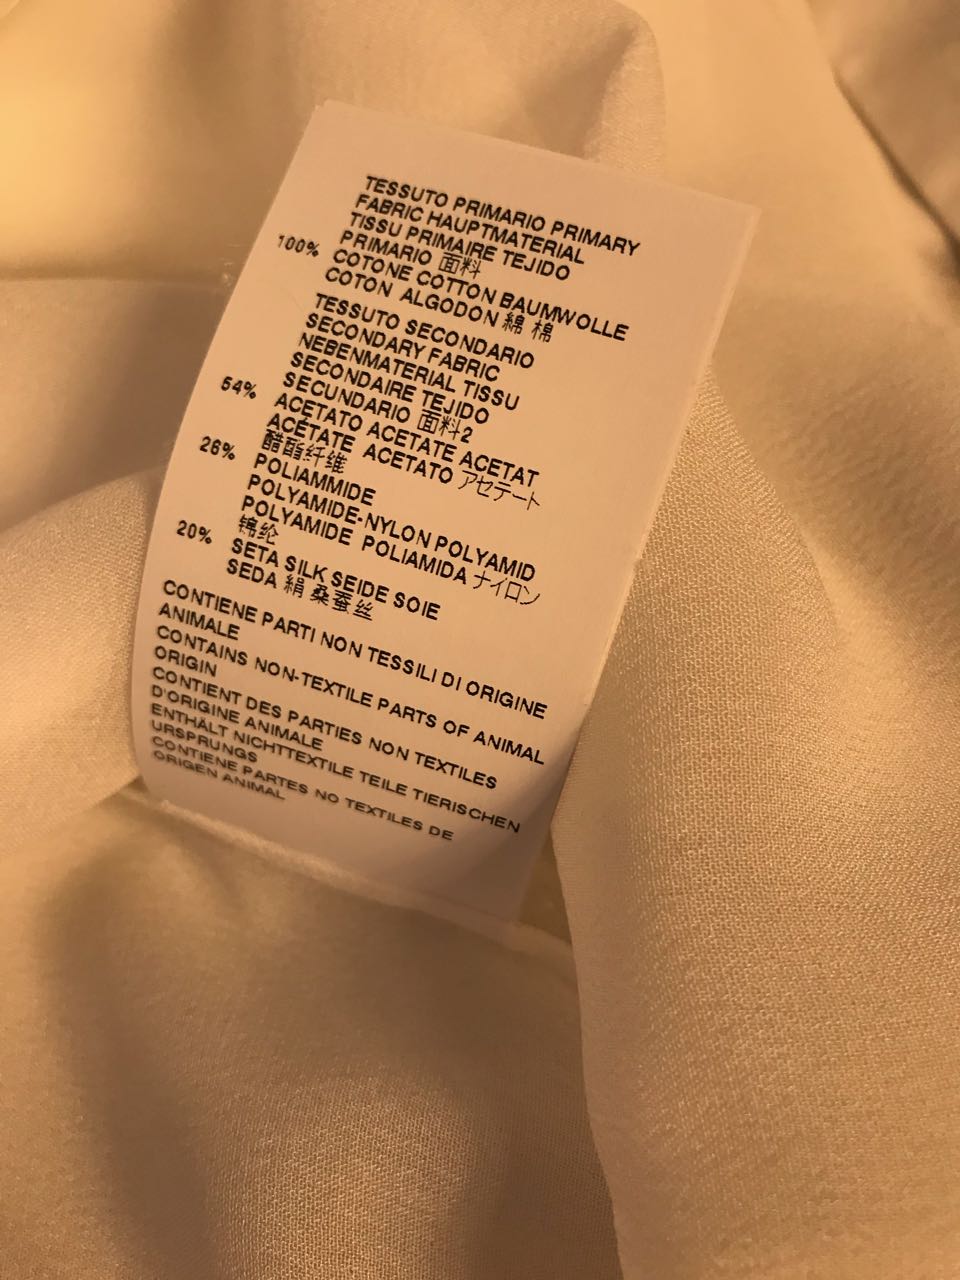 TESSUTO PRIMARIO PRIMARY
FABRIC HAUPTMATERIAL
TISSU PRIMAIRE TEJIDO
PRIMARIO 面料
100% COTONE COTTON BAUMWOLLE
COTON ALGODON 綿 棉
TESSUTO SECONDARIO
SECONDARY FABRIC
NEBENMATERIAL TISSU
SECONDAIRE TEJIDO
SECUNDARIO 面料2
54% ACETATO ACETATE ACETAT
ACÉTATE ACETATO アセテート
醋酯纤维
26% POLIAMMIDE
POLYAMIDE-NYLON POLYAMID
POLYAMIDE POLIAMIDA ナイロン
锦纶
20% SETA SILK SEIDE SOIE
SEDA 絹 桑蚕丝
CONTIENE PARTI NON TESSILI DI ORIGINE
ANIMALE
CONTAINS NON-TEXTILE PARTS OF ANIMAL
ORIGIN
CONTIENT DES PARTIES NON TEXTILES
D'ORIGINE ANIMALE
ENTHÄLT NICHTTEXTILE TEILE TIERISCHEN
URSPRUNGS
CONTIENE PARTES NO TEXTILES DE
ORIGEN ANIMAL